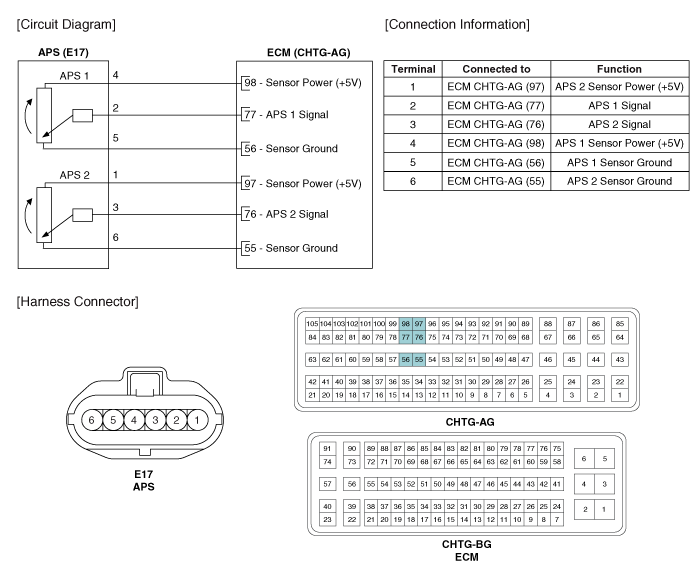 [Circuit Diagram]
APS (E17)
ECM (CHTG-AG)
APS 1
4
98 - Sensor Power (+5V)
2
77 - APS 1 Signal
5
56 - Sensor Ground
APS 2
1
97 - Sensor Power (+5V)
3
76 - APS 2 Signal
6
55 - Sensor Ground
[Connection Information]
Terminal Connected to Function
1 ECM CHTG-AG (97) APS 2 Sensor Power (+5V)
2 ECM CHTG-AG (77) APS 1 Signal
3 ECM CHTG-AG (76) APS 2 Signal
4 ECM CHTG-AG (98) APS 1 Sensor Power (+5V)
5 ECM CHTG-AG (56) APS 1 Sensor Ground
6 ECM CHTG-AG (55) APS 2 Sensor Ground
[Harness Connector]
6 5 4 3 2 1
E17
APS
105 104 103 102 101 100 99 98 97 96 95 94 93 92 91 90 89 88 87 86 85
84 83 82 81 80 79 78 77 76 75 74 73 72 71 70 69 68 67 66 65 64
63 62 61 60 59 58 57 56 55 54 53 52 51 50 49 48 47 46 45 44 43
42 41 40 39 38 37 36 35 34 33 32 31 30 29 28 27 26 25 24 23 22
21 20 19 18 17 16 15 14 13 12 11 10 9 8 7 6 5 4 3 2 1
CHTG-AG
91 90 89 88 87 86 85 84 83 82 81 80 79 78 77 76 75
74 73 72 71 70 69 68 67 66 65 64 63 62 61 60 59 58
6 5
57 56 55 54 53 52 51 50 49 48 47 46 45 44 43 42 41
4 3
40 39 38 37 36 35 34 33 32 31 30 29 28 27 26 25 24
23 22 21 20 19 18 17 16 15 14 13 12 11 10 9 8 7
2 1
CHTG-BG
ECM